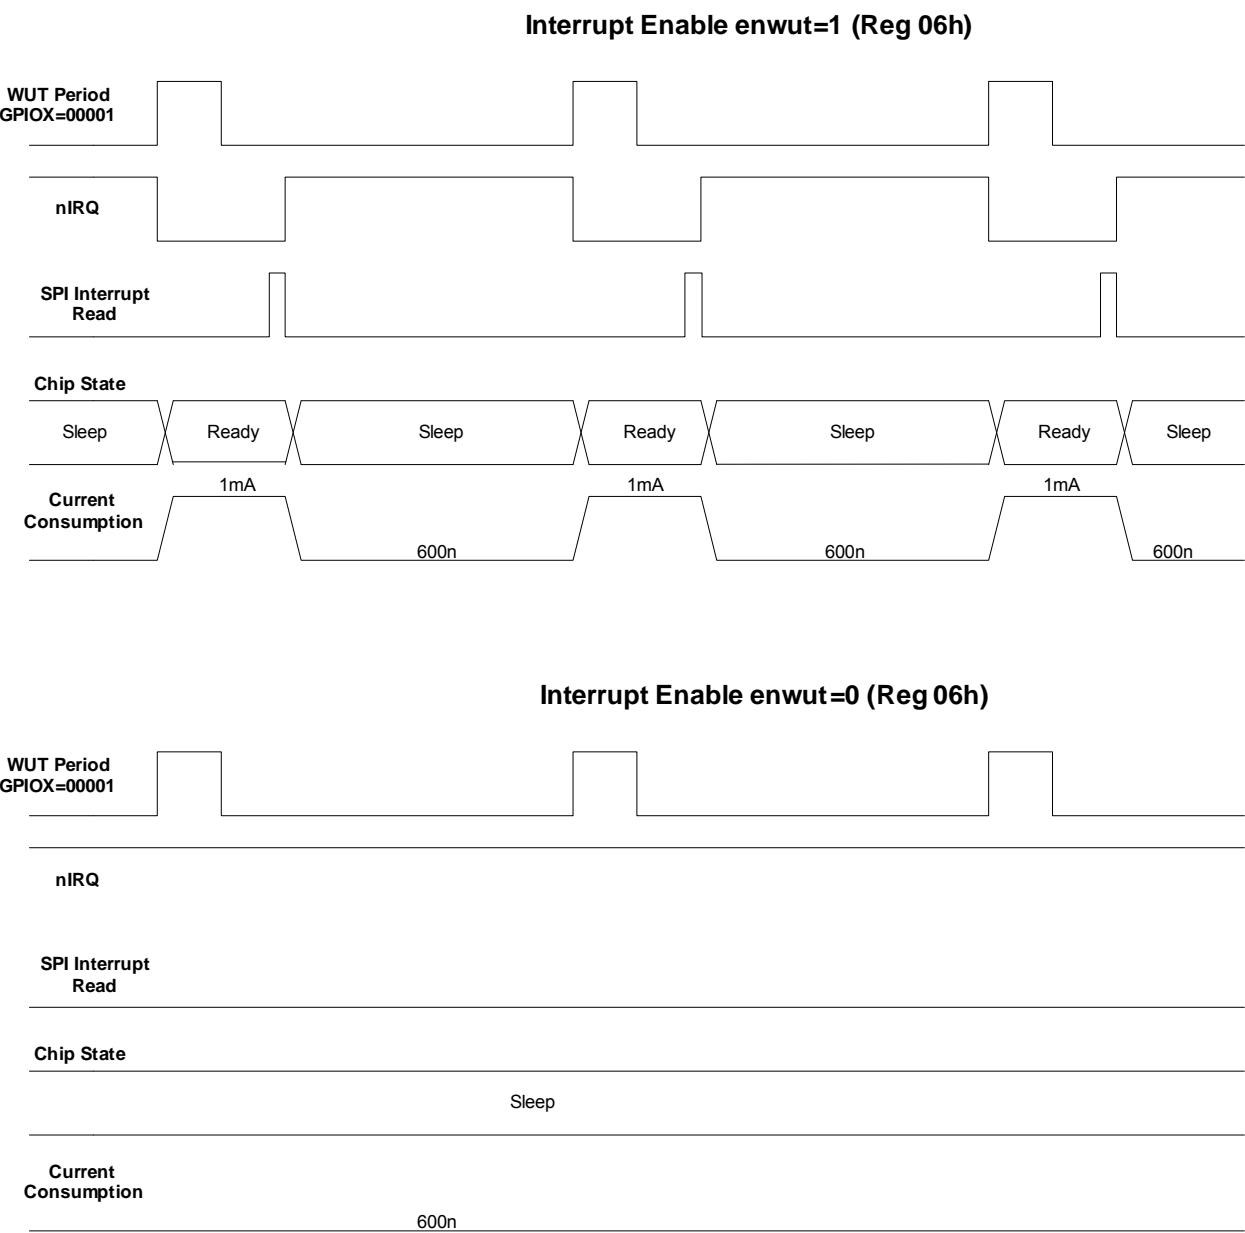 Interrupt Enable enwut=1 (Reg 06h)
WUT Period
GPIOX=00001
nIRQ
SPI Interrupt
Read
Chip State
Sleep Ready Sleep Ready Sleep Ready Sleep
1mA 1mA 1mA
Current
Consumption
600n 600n 600n
Interrupt Enable enwut=0 (Reg 06h)
WUT Period
GPIOX=00001
nIRQ
SPI Interrupt
Read
Chip State
Sleep
Current
Consumption
600n